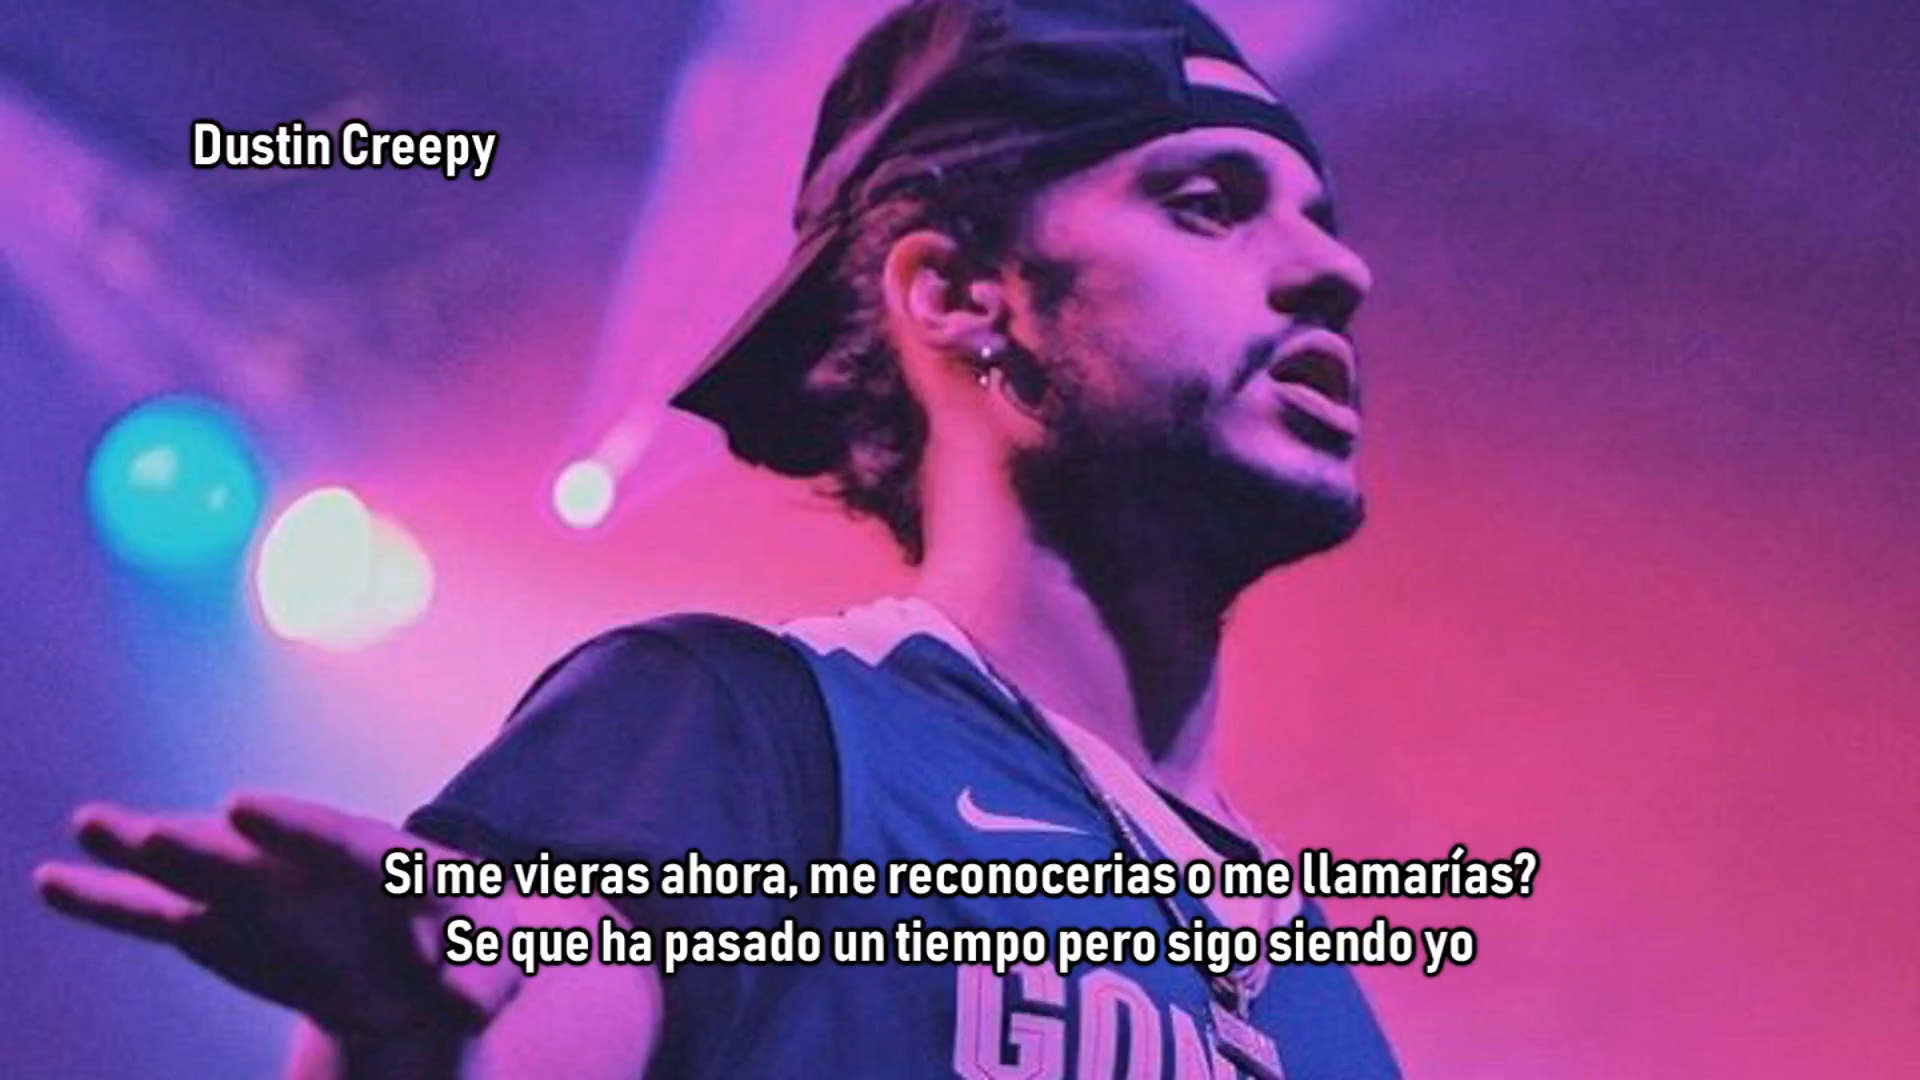 Dustin Creepy
Si me vieras ahora, me reconocerias o me llamarías?
Se que ha pasado un tiempo pero sigo siendo yo